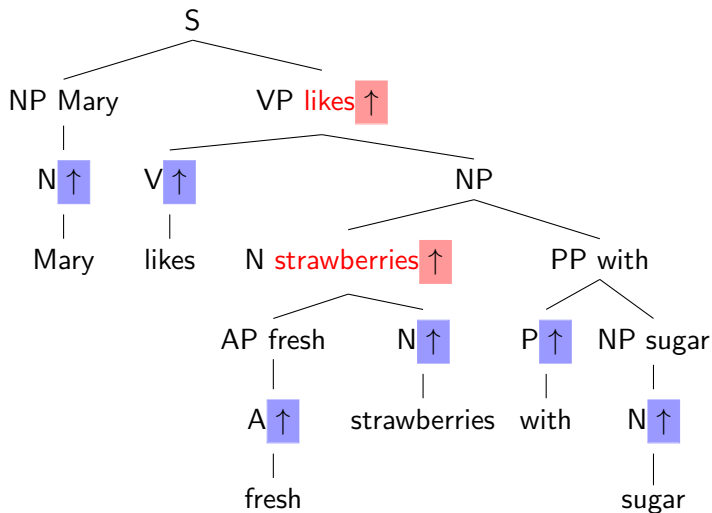 S
NP Mary VP likes ↑
N ↑ V ↑ NP
Mary likes N strawberries ↑ PP with
AP fresh N ↑ P ↑ NP sugar
A ↑ strawberries with N ↑
fresh sugar